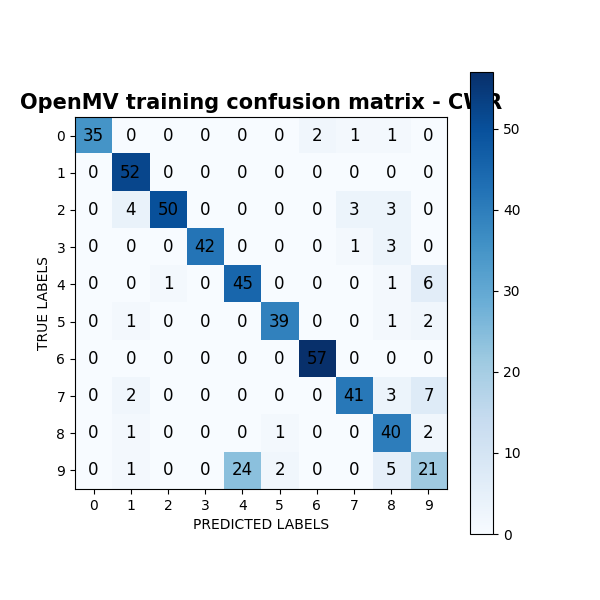 OpenMV training confusion matrix - CWR
0 35 0 0 0 0 0 2 1 1 0
1 0 52 0 0 0 0 0 0 0 0
2 0 4 50 0 0 0 0 3 3 0
3 0 0 0 42 0 0 0 1 3 0
4 0 0 1 0 45 0 0 0 1 6
5 0 1 0 0 0 39 0 0 1 2
6 0 0 0 0 0 0 57 0 0 0
7 0 2 0 0 0 0 0 41 3 7
8 0 1 0 0 0 1 0 0 40 2
9 0 1 0 0 24 2 0 0 5 21
0 1 2 3 4 5 6 7 8 9
TRUE LABELS
PREDICTED LABELS
50
40
30
20
10
0